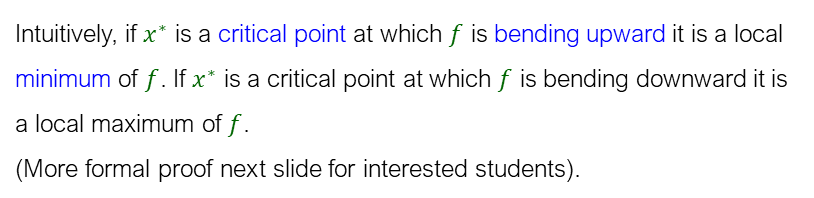 Intuitively, if x* is a critical point at which f is bending upward it is a local
minimum of f. If x* is a critical point at which f is bending downward it is
a local maximum of f.
(More formal proof next slide for interested students).